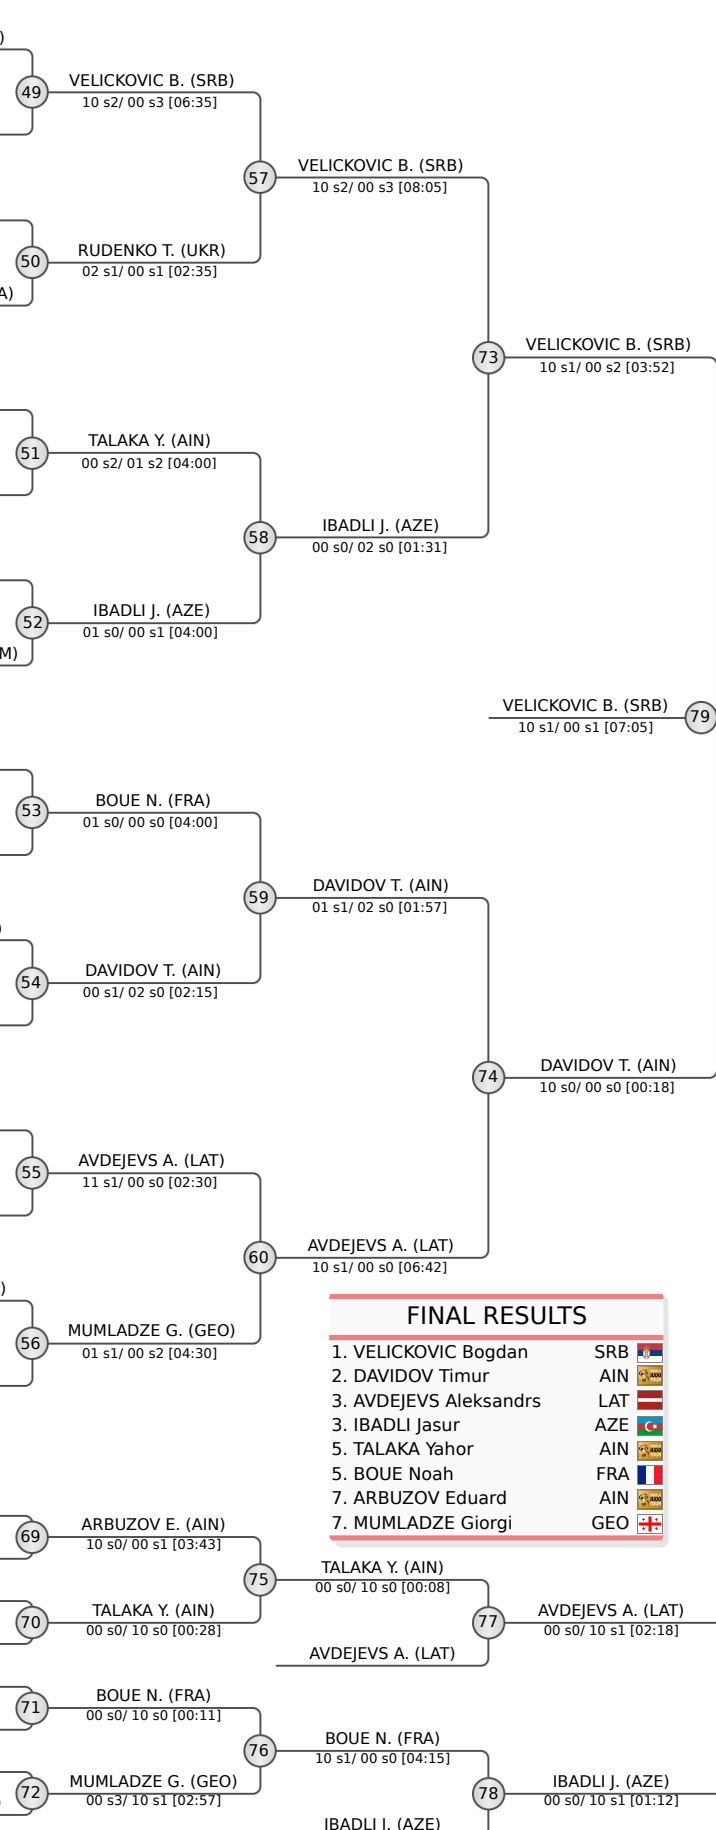 )
49
VELICKOVIC B. (SRB)
10 s2/ 00 s3 [06:35]
57
VELICKOVIC B. (SRB)
10 s2/ 00 s3 [08:05]
50
RUDENKO T. (UKR)
02 s1/ 00 s1 [02:35]
A)
73
VELICKOVIC B. (SRB)
10 s1/ 00 s2 [03:52]
51
TALAKA Y. (AIN)
00 s2/ 01 s2 [04:00]
58
IBADLI J. (AZE)
00 s0/ 02 s0 [01:31]
52
IBADLI J. (AZE)
01 s0/ 00 s1 [04:00]
M)
VELICKOVIC B. (SRB)
10 s1/ 00 s1 [07:05]
79
53
BOUE N. (FRA)
01 s0/ 00 s0 [04:00]
59
DAVIDOV T. (AIN)
01 s1/ 02 s0 [01:57]
)
54
DAVIDOV T. (AIN)
00 s1/ 02 s0 [02:15]
74
DAVIDOV T. (AIN)
10 s0/ 00 s0 [00:18]
55
AVDEJEVS A. (LAT)
11 s1/ 00 s0 [02:30]
60
AVDEJEVS A. (LAT)
10 s1/ 00 s0 [06:42]
)
56
MUMLADZE G. (GEO)
01 s1/ 00 s2 [04:30]
FINAL RESULTS
1. VELICKOVIC Bogdan SRB
2. DAVIDOV Timur AIN
3. AVDEJEVS Aleksandrs LAT
3. IBADLI Jasur AZE
5. TALAKA Yahor AIN
5. BOUE Noah FRA
7. ARBUZOV Eduard AIN
7. MUMLADZE Giorgi GEO
69
ARBUZOV E. (AIN)
10 s0/ 00 s1 [03:43]
75
TALAKA Y. (AIN)
00 s0/ 10 s0 [00:08]
70
TALAKA Y. (AIN)
00 s0/ 10 s0 [00:28]
77
AVDEJEVS A. (LAT)
00 s0/ 10 s1 [02:18]
AVDEJEVS A. (LAT)
71
BOUE N. (FRA)
00 s0/ 10 s0 [00:11]
76
BOUE N. (FRA)
10 s1/ 00 s0 [04:15]
72
MUMLADZE G. (GEO)
00 s3/ 10 s1 [02:57]
)
78
IBADLI J. (AZE)
00 s0/ 10 s1 [01:12]
IBADLI J. (AZE)